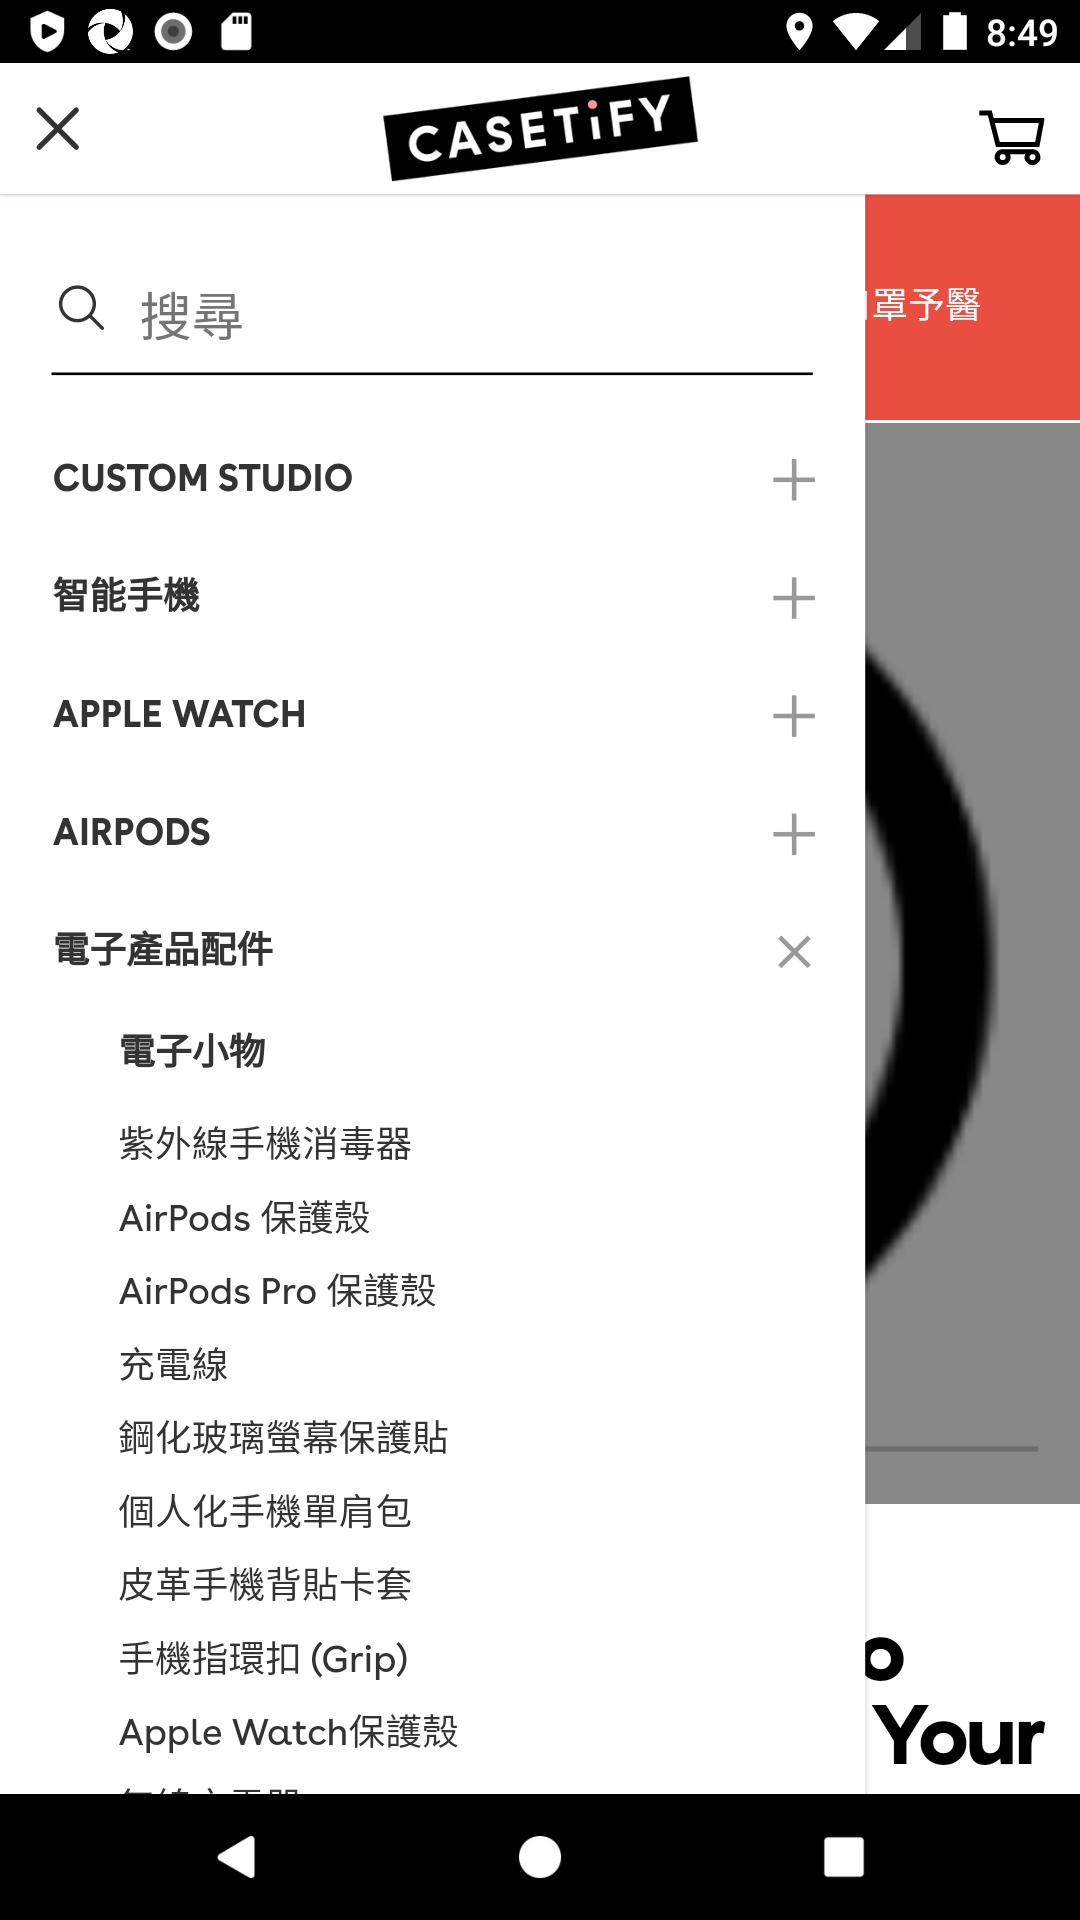 8:49
CASETiFY
罩予醫
搜尋
CUSTOM STUDIO
智能手機
APPLE WATCH
AIRPODS
電子產品配件
電子小物
紫外線手機消毒器
AirPods 保護殼
AirPods Pro 保護殼
充電線
鋼化玻璃螢幕保護貼
個人化手機單肩包
皮革手機背貼卡套
手機指環扣 (Grip)
o
Your
Apple Watch保護殼